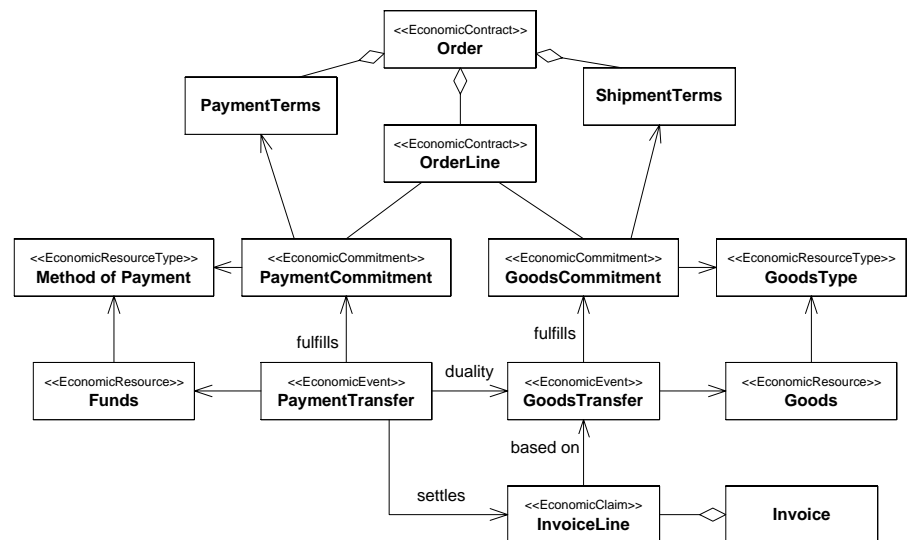 <<EconomicContract>>
Order
PaymentTerms
ShipmentTerms
<<EconomicContract>>
OrderLine
<<EconomicResourceType>>
Method of Payment
<<EconomicCommitment>>
PaymentCommitment
<<EconomicCommitment>>
GoodsCommitment
<<EconomicResourceType>>
GoodsType
fulfills
fulfills
<<EconomicResource>>
Funds
<<EconomicEvent>>
PaymentTransfer
duality
<<EconomicEvent>>
GoodsTransfer
<<EconomicResource>>
Goods
based on
settles
<<EconomicClaim>>
InvoiceLine
Invoice